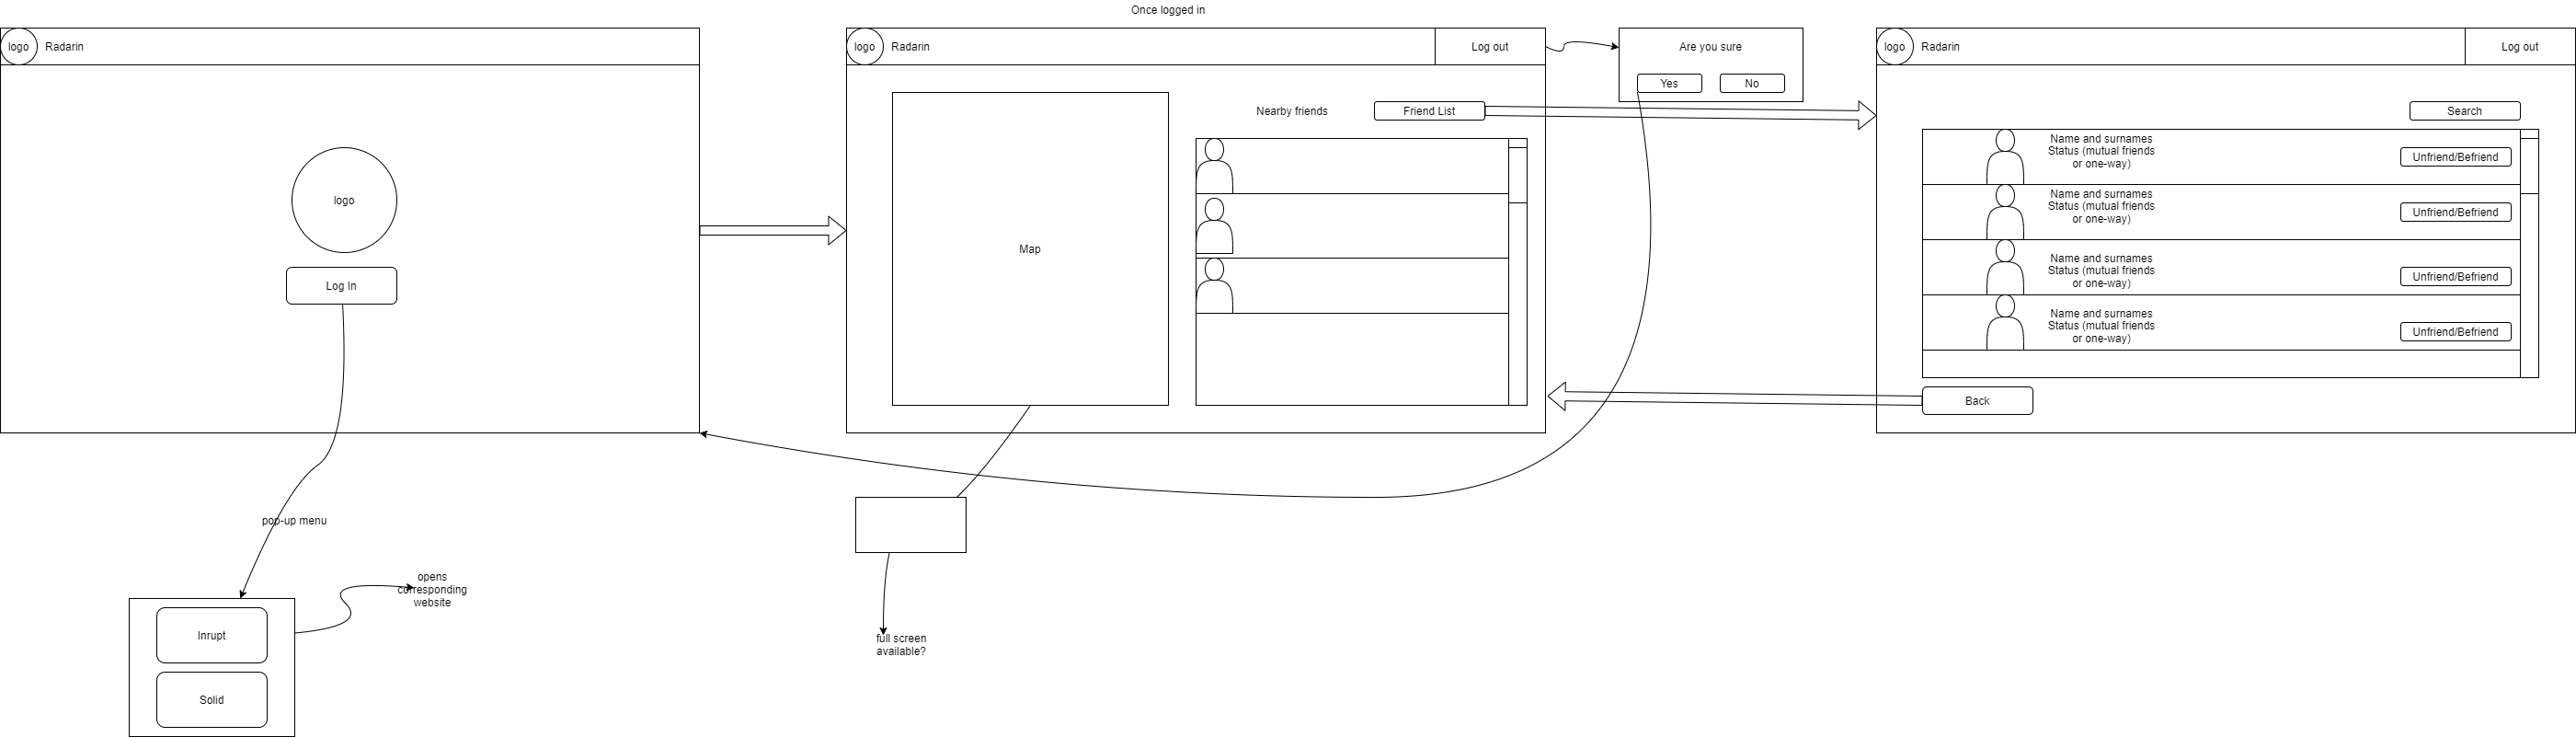 Once logged in
logo
Radarin
logo
Log In
pop-up menu
Inrupt
Solid
opens
corresponding
website
logo
Radarin
Log out
Map
Nearby friends
Friend List
full screen
available?
Are you sure
Yes
No
logo
Radarin
Log out
Search
Name and surnames
Status (mutual friends
or one-way)
Unfriend/Befriend
Name and surnames
Status (mutual friends
or one-way)
Unfriend/Befriend
Name and surnames
Status (mutual friends
or one-way)
Unfriend/Befriend
Name and surnames
Status (mutual friends
or one-way)
Unfriend/Befriend
Back